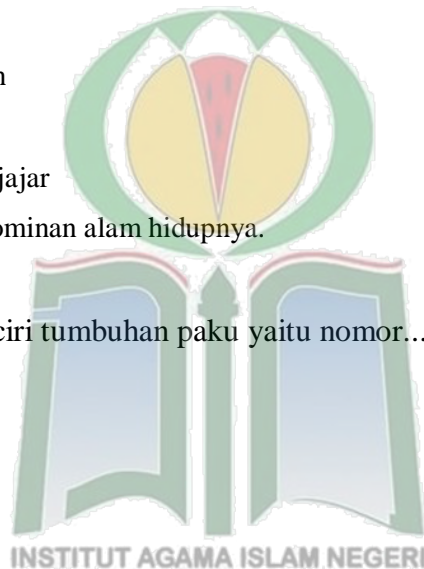 jajar
ominan alam hidupnya.
ciri tumbuhan paku yaitu nomor...
INSTITUT AGAMA ISLAM NEGERI